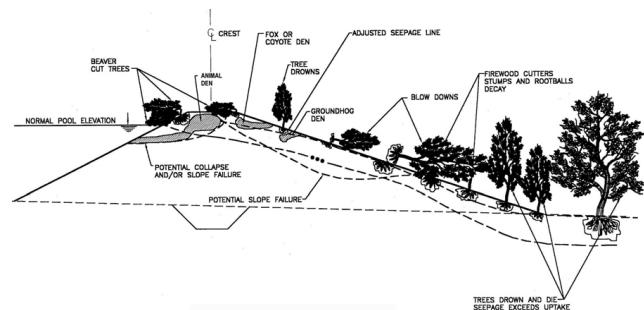 CREST
FOX OR
COYOTE DEN
ADJUSTED SEEPAGE LINE
BEAVER
CUT TREES
ANIMAL
DEN
TREE
DROWNS
FIREWOOD CUTTERS
STUMPS AND ROOTBALLS
DECAY
GROUNDHOG
DEN
BLOW DOWNS
NORMAL POOL ELEVATION
POTENTIAL COLLAPSE
AND/OR SLOPE FAILURE
POTENTIAL SLOPE FAILURE
TREES DROWN AND DIE-
SEEPAGE EXCEEDS UPTAKE